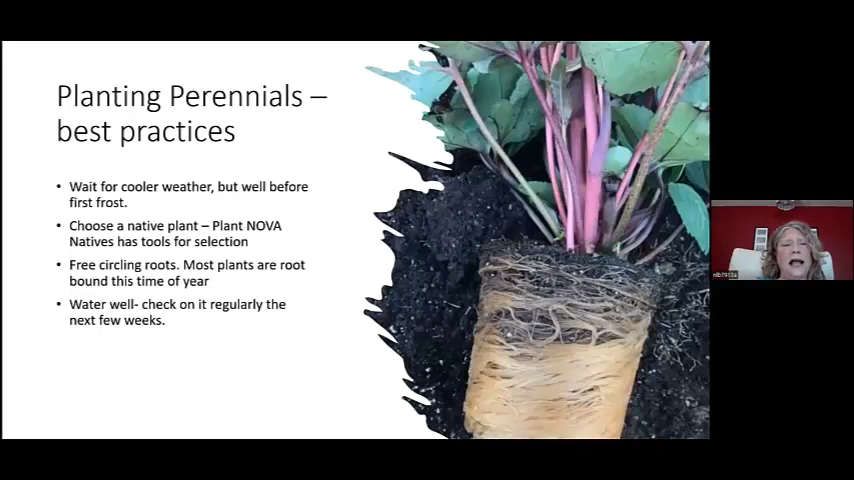 Planting Perennials –
best practices
• Wait for cooler weather, but well before
first frost.
• Choose a native plant – Plant NOVA
Natives has tools for selection
• Free circling roots. Most plants are root
bound this time of year
• Water well- check on it regularly the
next few weeks.